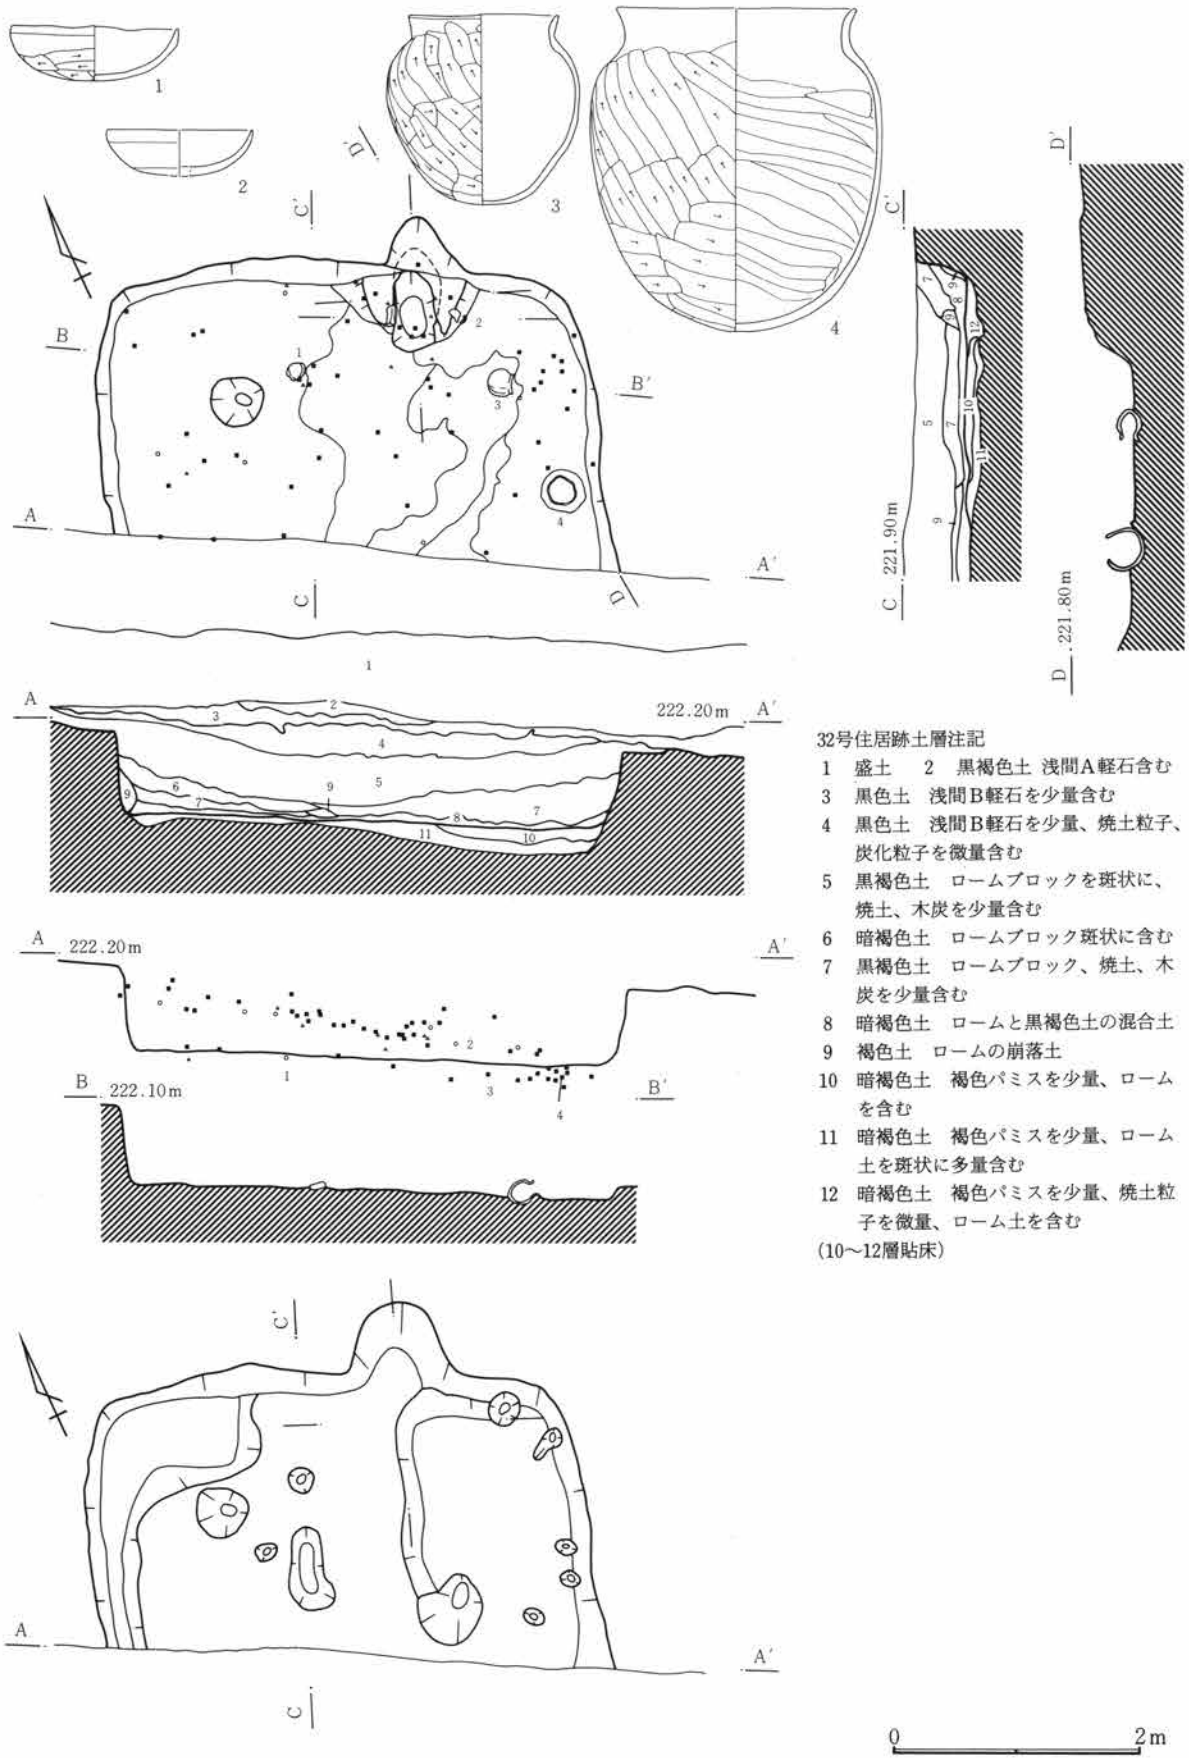 1
2
3
4
D′
C′
D′
C′
B
B′
1
2
3
4
A
A′
C
D
7
9
8
9
12
5
7
10
11
9
C 221.90m
D 221.80m
1
A
222.20m A′
2
3
4
5
6
7
9
9
8
7
11
10
32号住居跡土層注記
1 盛土 2 黒褐色土 浅間A軽石含む
3 黒色土 浅間B軽石を少量含む
4 黒色土 浅間B軽石を少量、焼土粒子、
炭化粒子を微量含む
5 黒褐色土 ロームブロックを斑状に、
焼土、木炭を少量含む
6 暗褐色土 ロームブロック斑状に含む
7 黒褐色土 ロームブロック、焼土、木
炭を少量含む
8 暗褐色土 ロームと黒褐色土の混合土
9 褐色土 ロームの崩落土
10 暗褐色土 褐色パミスを少量、ローム
を含む
11 暗褐色土 褐色パミスを少量、ローム
土を斑状に多量含む
12 暗褐色土 褐色パミスを少量、焼土粒
子を微量、ローム土を含む
(10〜12層貼床)
A 222.20m
A′
1
2
3
4
B 222.10m
B′
C′
A
A′
C
0 2m